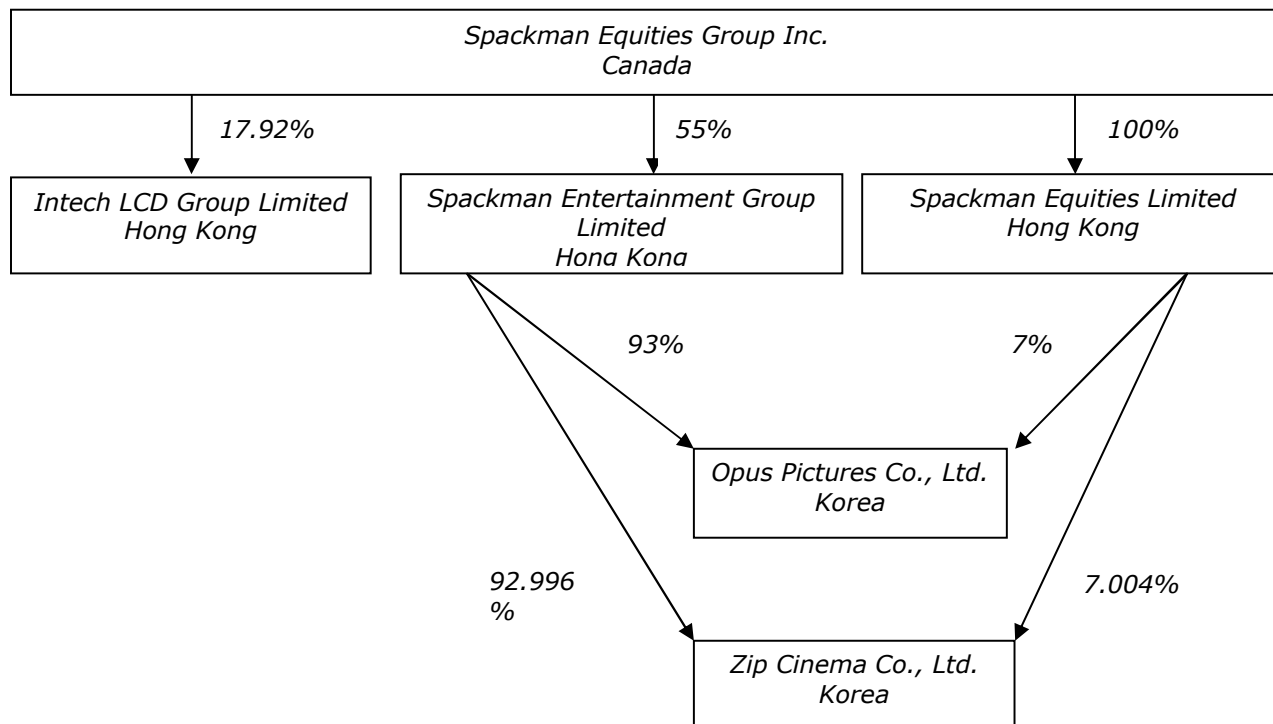 Spackman Equities Group Inc.
Canada
17.92%
55%
100%
Intech LCD Group Limited
Hong Kong
Spackman Entertainment Group
Limited
Hong Kong
Spackman Equities Limited
Hong Kong
93%
7%
Opus Pictures Co., Ltd.
Korea
92.996
%
7.004%
Zip Cinema Co., Ltd.
Korea